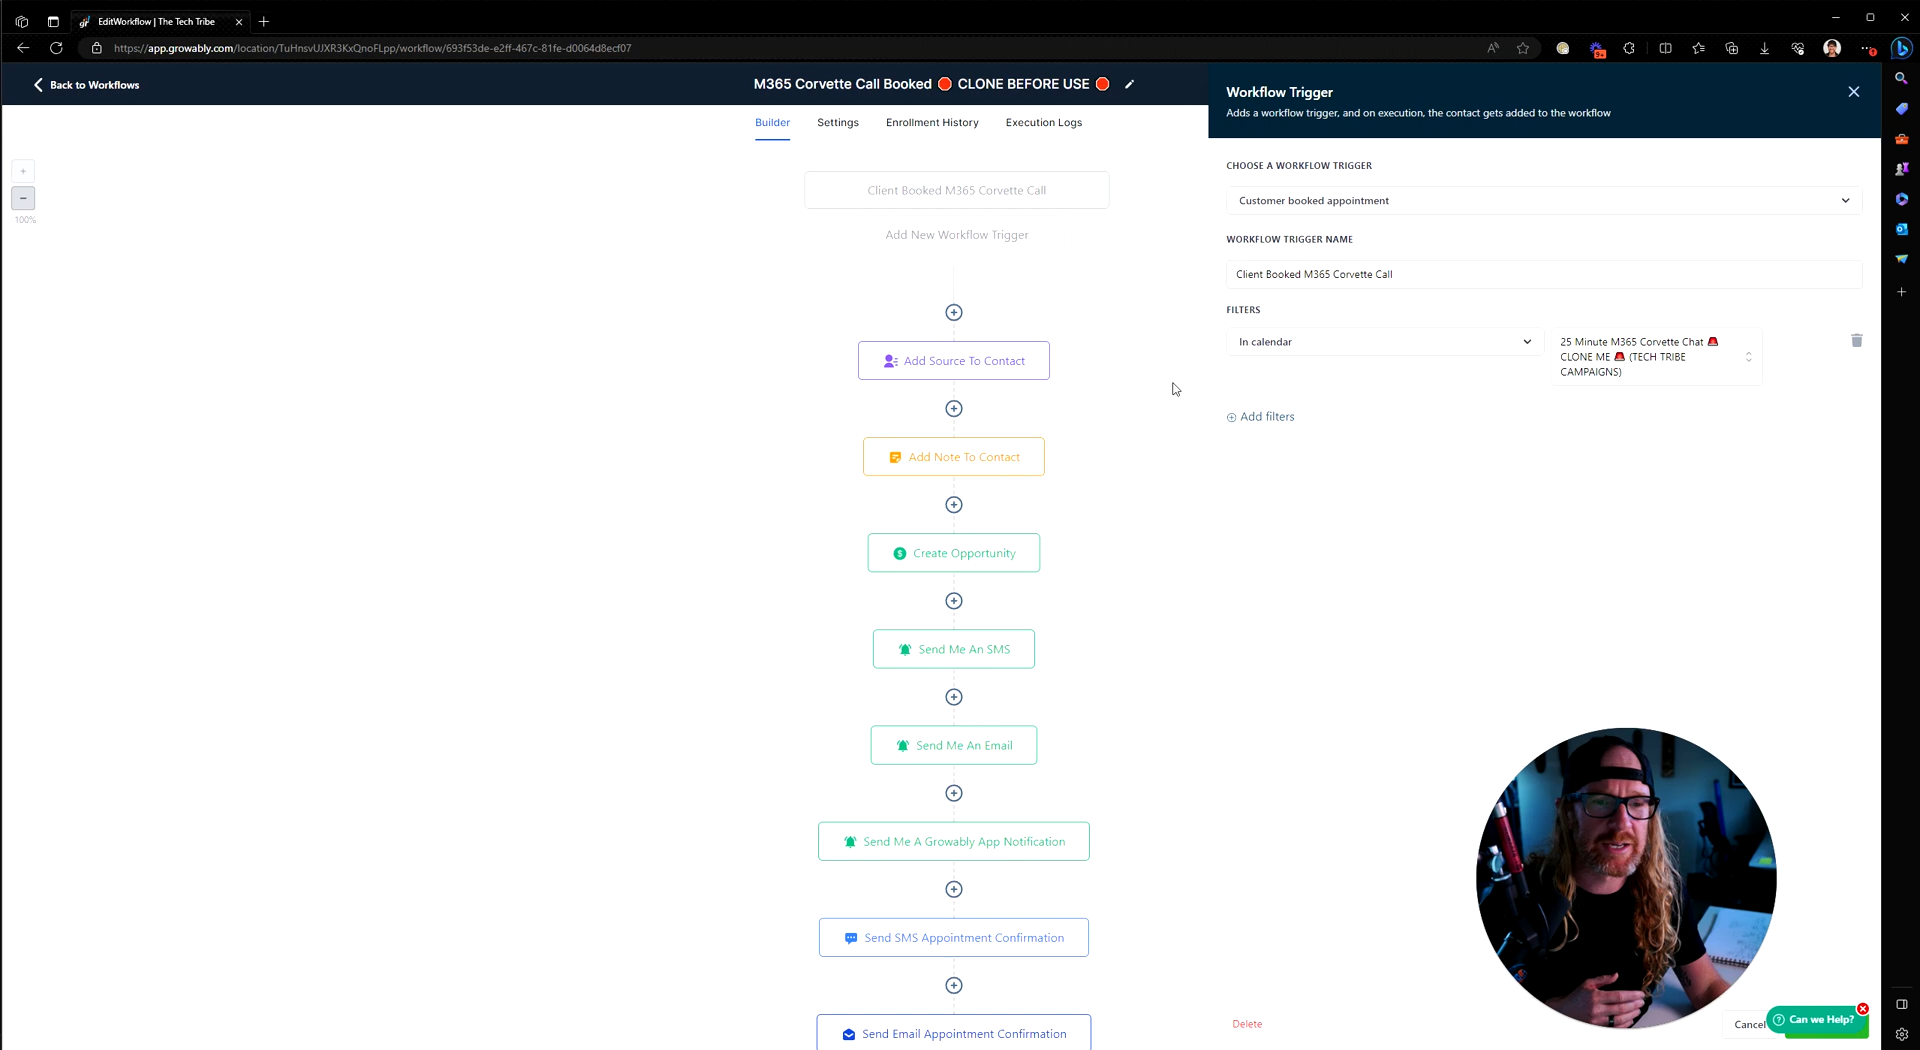 EditWorkflow | The Tech Tribe
https://app.growably.com/location/TuHnsvUJXR3KxQnoFLpp/workflow/693f53de-e2ff-467c-81fe-d0064d8ecf07
Back to Workflows
M365 Corvette Call Booked 🛑 CLONE BEFORE USE 🛑
Builder
Settings
Enrollment History
Execution Logs
100%
Client Booked M365 Corvette Call
Add New Workflow Trigger
Add Source To Contact
Add Note To Contact
Create Opportunity
Send Me An SMS
Send Me An Email
Send Me A Growably App Notification
Send SMS Appointment Confirmation
Send Email Appointment Confirmation
Workflow Trigger
Adds a workflow trigger, and on execution, the contact gets added to the workflow
CHOOSE A WORKFLOW TRIGGER
Customer booked appointment
WORKFLOW TRIGGER NAME
Client Booked M365 Corvette Call
FILTERS
In calendar
25 Minute M365 Corvette Chat 🚨
CLONE ME 🚨 (TECH TRIBE
CAMPAIGNS)
Add filters
Delete
Cancel
Can we Help?